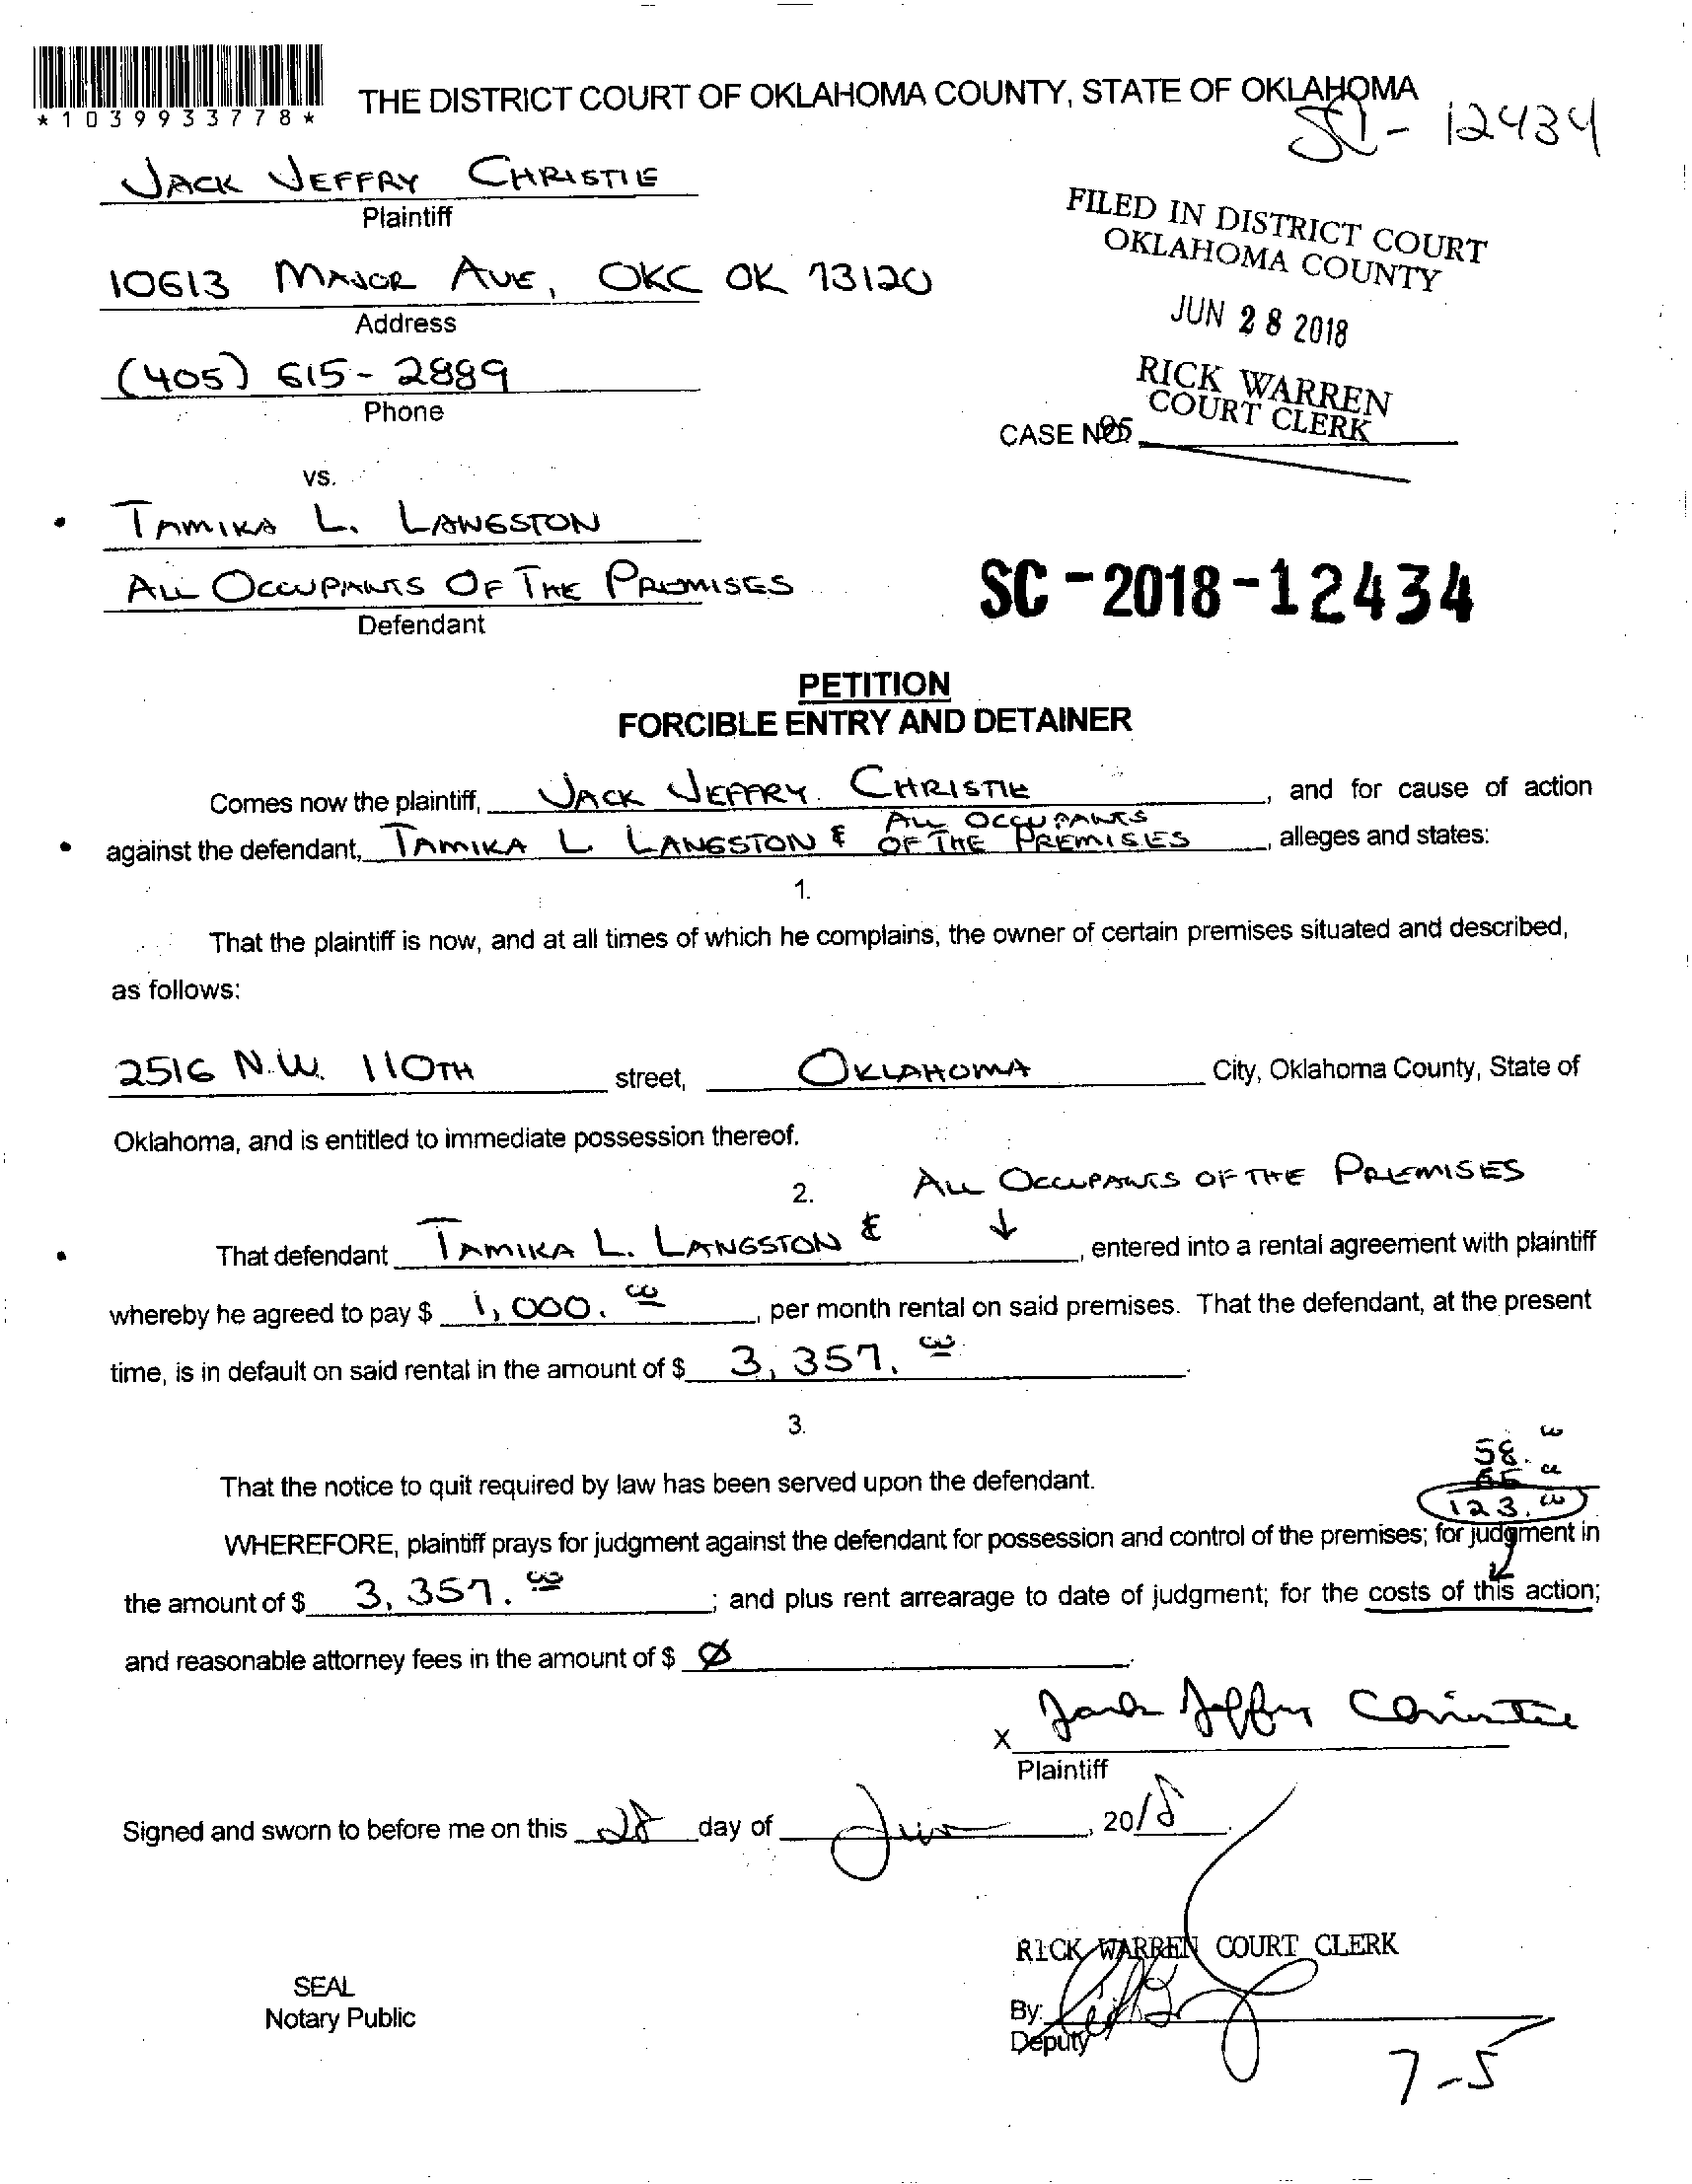 *1039933778*
THE DISTRICT COURT OF OKLAHOMA COUNTY, STATE OF OKLAHOMA
SC- 12434
JACK JEFFRY CHRISTIE
Plaintiff
FILED IN DISTRICT COURT
OKLAHOMA COUNTY
10613 MAJOR AVE, OKC OK 73120
Address
JUN 28 2018
(405) 615-2889
Phone
RICK WARREN
COURT CLERK
CASE NO.
vs.
TAMIKA L. LANGSTON
ALL OCCUPANTS OF THE PREMISES
Defendant
SC-2018-12434
PETITION
FORCIBLE ENTRY AND DETAINER
Comes now the plaintiff, JACK JEFFRY CHRISTIE, and for cause of action
against the defendant, TAMIKA L LANGSTON & ALL OCCUPANTS OF THE PREMISES, alleges and states:
1.
That the plaintiff is now, and at all times of which he complains, the owner of certain premises situated and described,
as follows:
2516 N.W. 110TH street, OKLAHOMA City, Oklahoma County, State of
Oklahoma, and is entitled to immediate possession thereof.
2.
ALL OCCUPANTS OF THE PREMISES
That defendant TAMIKA L. LANGSTON & ↓, entered into a rental agreement with plaintiff
whereby he agreed to pay $ 1,000.00, per month rental on said premises. That the defendant, at the present
time, is in default on said rental in the amount of $ 3,357.00.
3.
58.00
That the notice to quit required by law has been served upon the defendant.
123.00
WHEREFORE, plaintiff prays for judgment against the defendant for possession and control of the premises; for judgment in
the amount of $ 3,357.00; and plus rent arrearage to date of judgment; for the costs of this action;
and reasonable attorney fees in the amount of $ Ø.
x Jack Jeffry Christie
Plaintiff
Signed and sworn to before me on this 28 day of Jun, 2018.
RICK WARREN COURT CLERK
SEAL
Notary Public
By:
Deputy
7-5